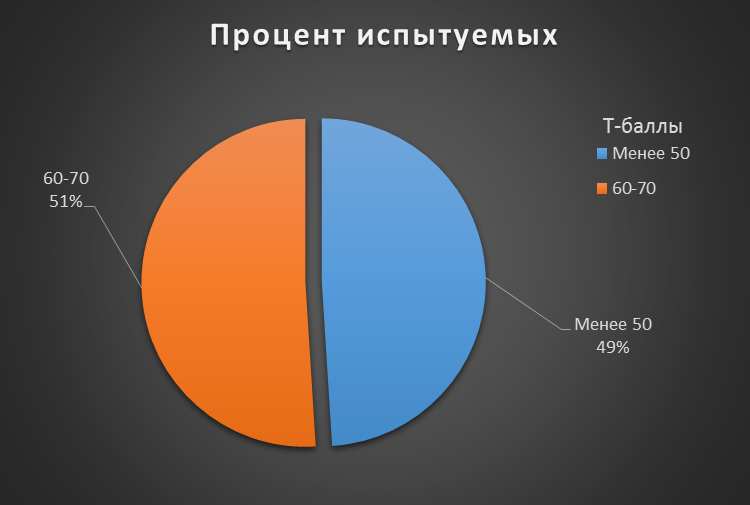 Процент испытуемых
Т-баллы
Менее 50
60-70
60-70
51%
Менее 50
49%